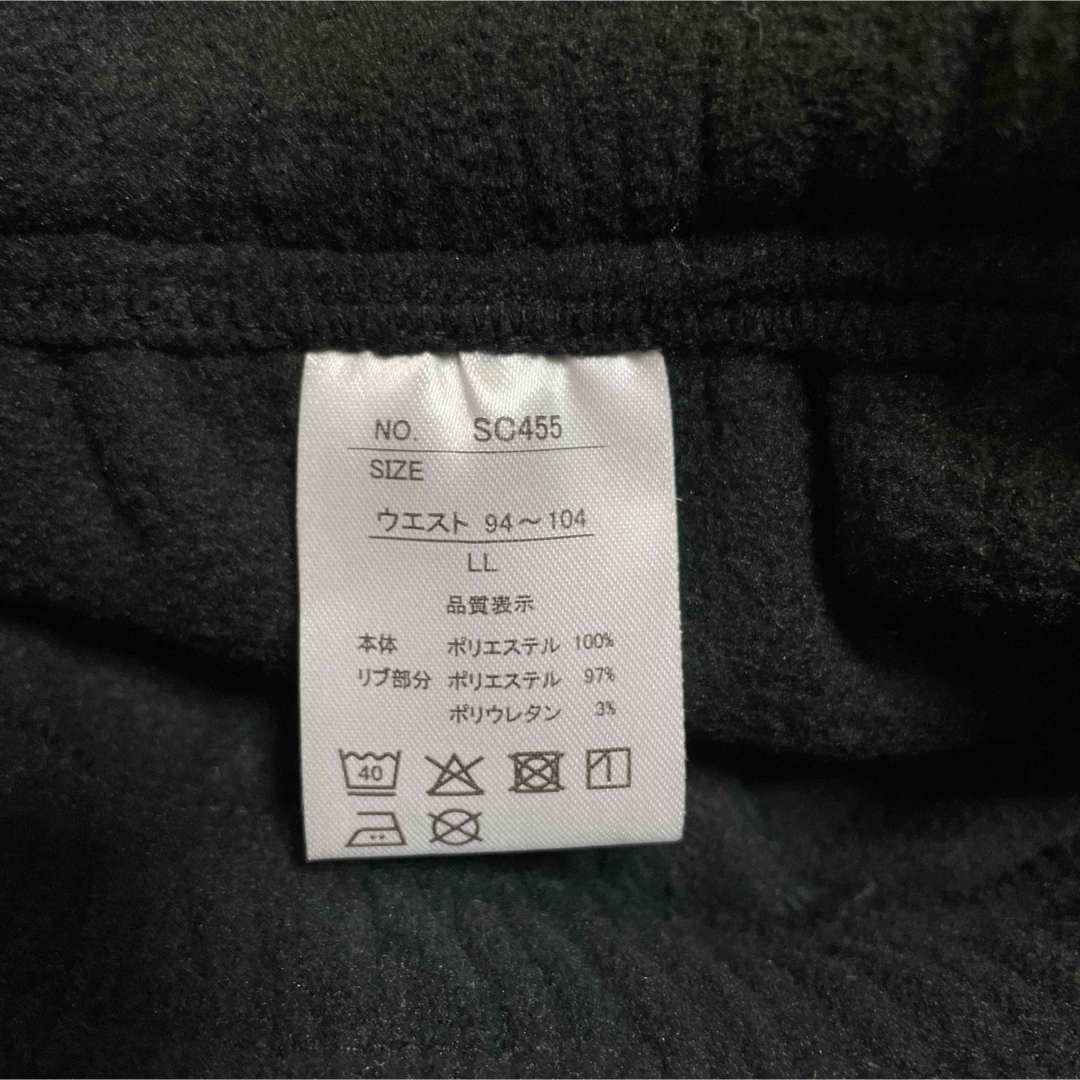 NO. SC455
SIZE
ウエスト 94～104
LL
品質表示
本体 ポリエステル 100%
リブ部分 ポリエステル 97%
ポリウレタン 3%
40